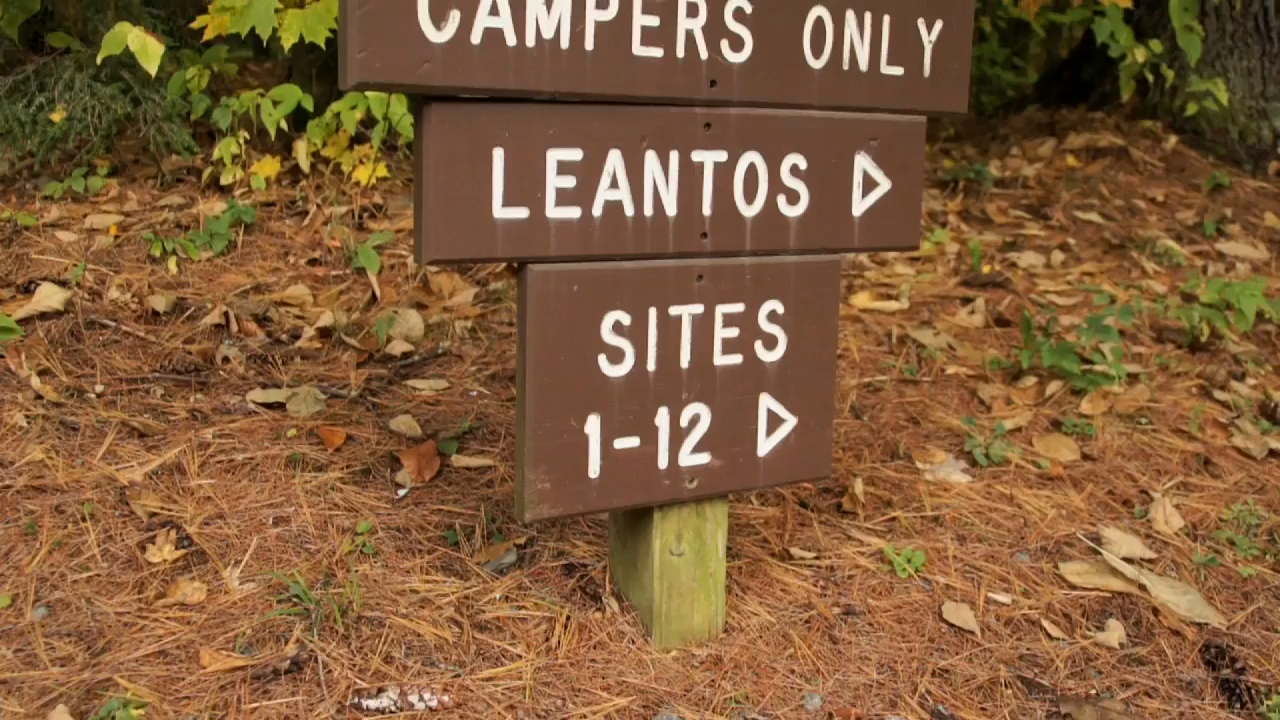 CAMPERS ONLY
LEANTOS ▷
SITES
1-12 ▷